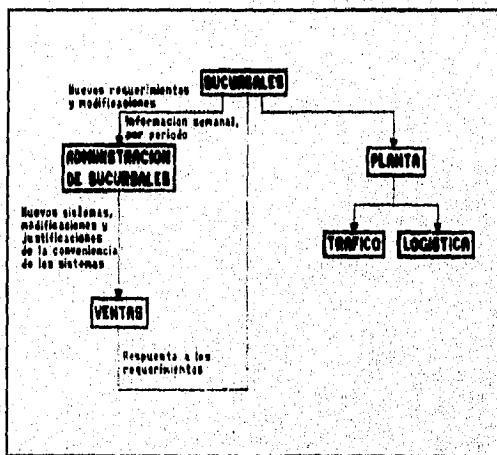 SUCURSALES
Nuevos requerimientos
y modificaciones
Informacion semanal,
por periodo
ADMINISTRACION
DE SUCURSALES
PLANTA
Nuevos sistemas,
modificaciones y
justificaciones
de la conveniencia
de los sistemas
TRAFICO
LOGISTICA
VENTAS
Respuesta a los
requerimientos